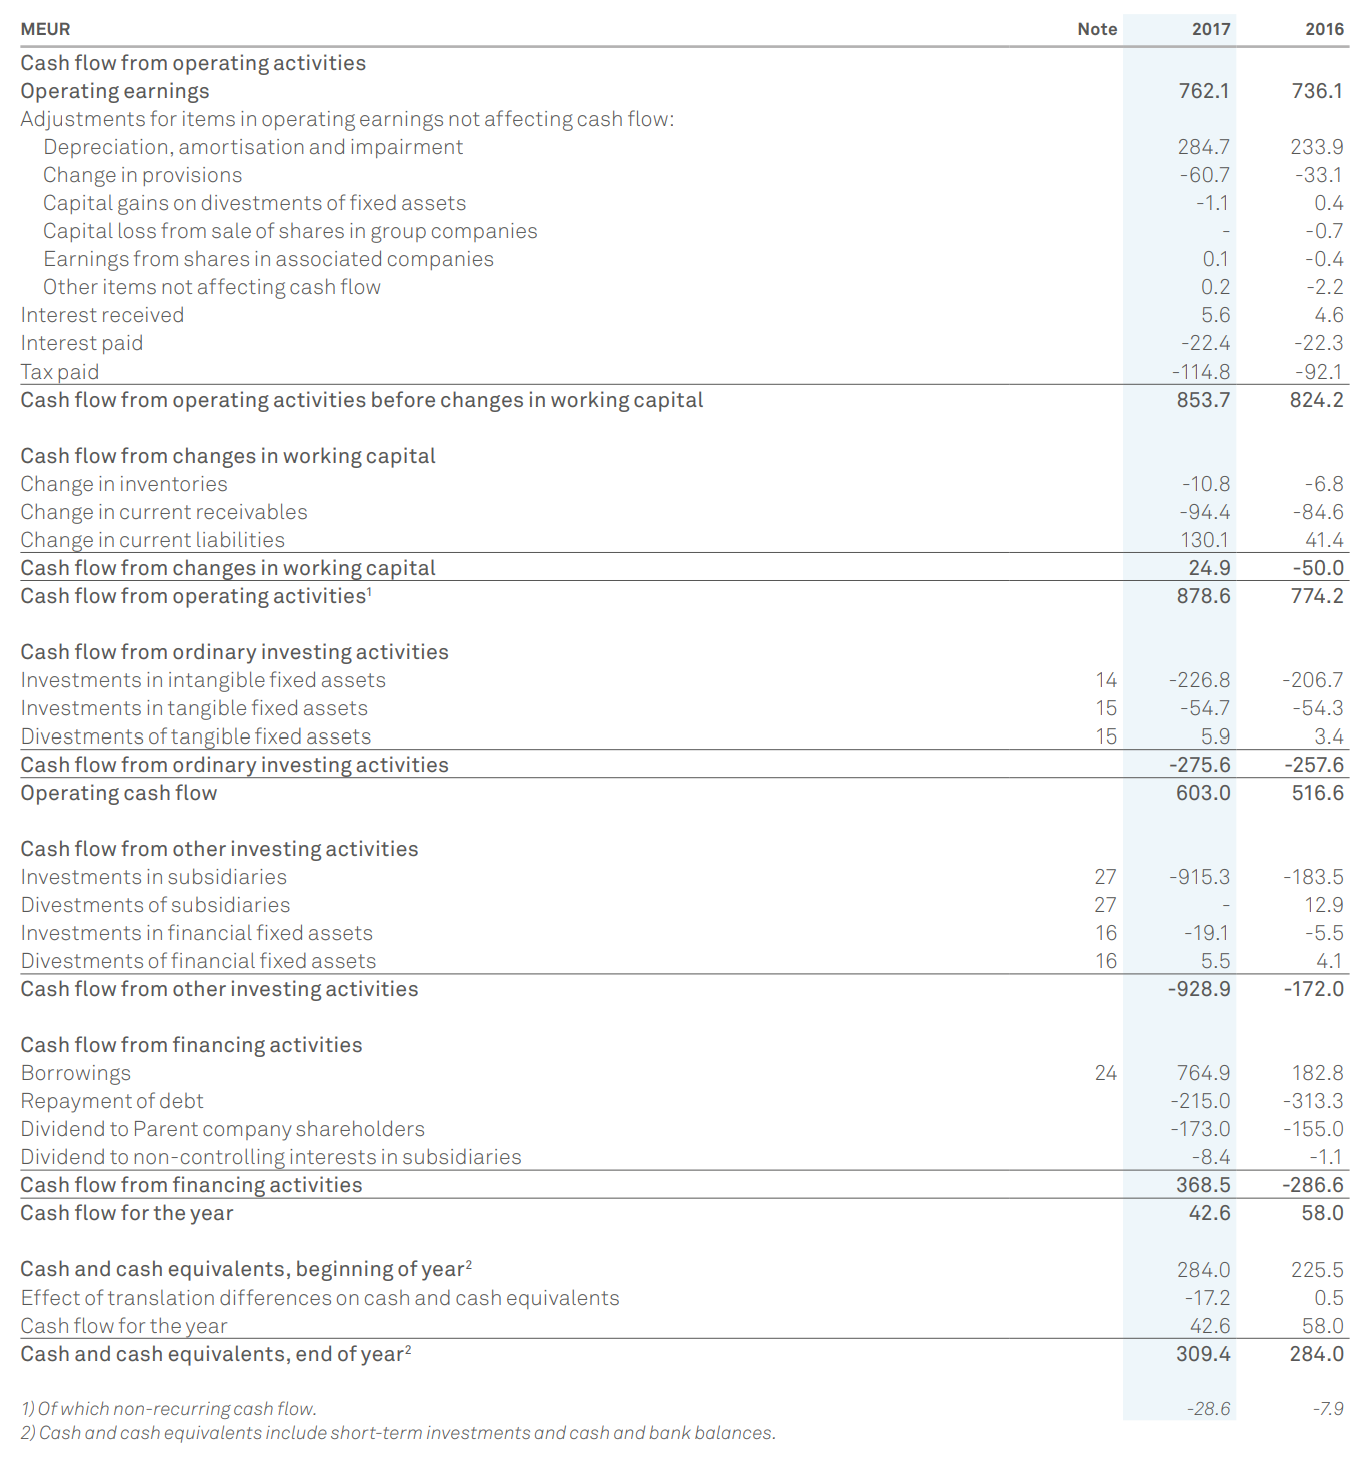 MEUR Note 2017 2016
Cash flow from operating activities
Operating earnings 762.1 736.1
Adjustments for items in operating earnings not affecting cash flow:
Depreciation, amortisation and impairment 284.7 233.9
Change in provisions -60.7 -33.1
Capital gains on divestments of fixed assets -1.1 0.4
Capital loss from sale of shares in group companies - -0.7
Earnings from shares in associated companies 0.1 -0.4
Other items not affecting cash flow 0.2 -2.2
Interest received 5.6 4.6
Interest paid -22.4 -22.3
Tax paid -114.8 -92.1
Cash flow from operating activities before changes in working capital 853.7 824.2
Cash flow from changes in working capital
Change in inventories -10.8 -6.8
Change in current receivables -94.4 -84.6
Change in current liabilities 130.1 41.4
Cash flow from changes in working capital 24.9 -50.0
Cash flow from operating activities¹ 878.6 774.2
Cash flow from ordinary investing activities
Investments in intangible fixed assets 14 -226.8 -206.7
Investments in tangible fixed assets 15 -54.7 -54.3
Divestments of tangible fixed assets 15 5.9 3.4
Cash flow from ordinary investing activities -275.6 -257.6
Operating cash flow 603.0 516.6
Cash flow from other investing activities
Investments in subsidiaries 27 -915.3 -183.5
Divestments of subsidiaries 27 - 12.9
Investments in financial fixed assets 16 -19.1 -5.5
Divestments of financial fixed assets 16 5.5 4.1
Cash flow from other investing activities -928.9 -172.0
Cash flow from financing activities
Borrowings 24 764.9 182.8
Repayment of debt -215.0 -313.3
Dividend to Parent company shareholders -173.0 -155.0
Dividend to non-controlling interests in subsidiaries -8.4 -1.1
Cash flow from financing activities 368.5 -286.6
Cash flow for the year 42.6 58.0
Cash and cash equivalents, beginning of year² 284.0 225.5
Effect of translation differences on cash and cash equivalents -17.2 0.5
Cash flow for the year 42.6 58.0
Cash and cash equivalents, end of year² 309.4 284.0
1) Of which non-recurring cash flow. -28.6 -7.9
2) Cash and cash equivalents include short-term investments and cash and bank balances.